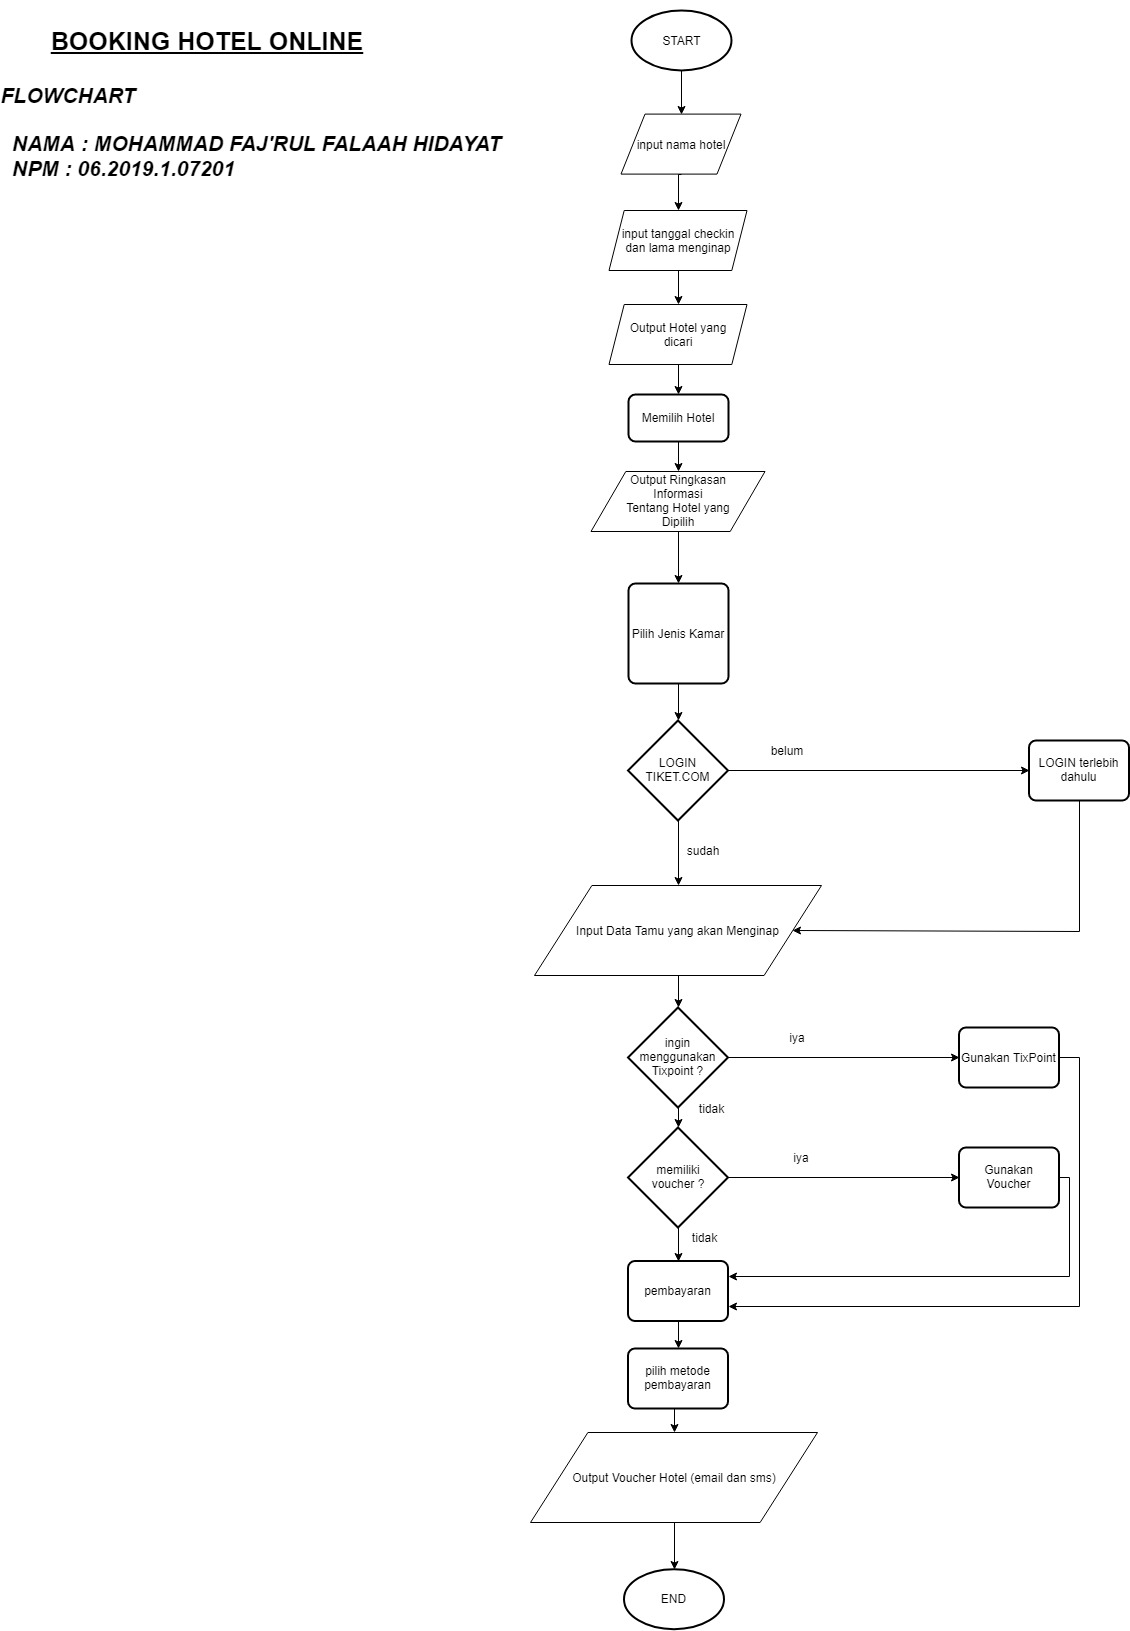 BOOKING HOTEL ONLINE
FLOWCHART
NAMA : MOHAMMAD FAJ'RUL FALAAH HIDAYAT
NPM : 06.2019.1.07201
START
input nama hotel
input tanggal checkin
dan lama menginap
Output Hotel yang
dicari
Memilih Hotel
Output Ringkasan
Informasi
Tentang Hotel yang
Dipilih
Pilih Jenis Kamar
LOGIN
TIKET.COM
belum
LOGIN terlebih
dahulu
sudah
Input Data Tamu yang akan Menginap
ingin
menggunakan
Tixpoint ?
iya
Gunakan TixPoint
tidak
memiliki
voucher ?
iya
Gunakan
Voucher
tidak
pembayaran
pilih metode
pembayaran
Output Voucher Hotel (email dan sms)
END